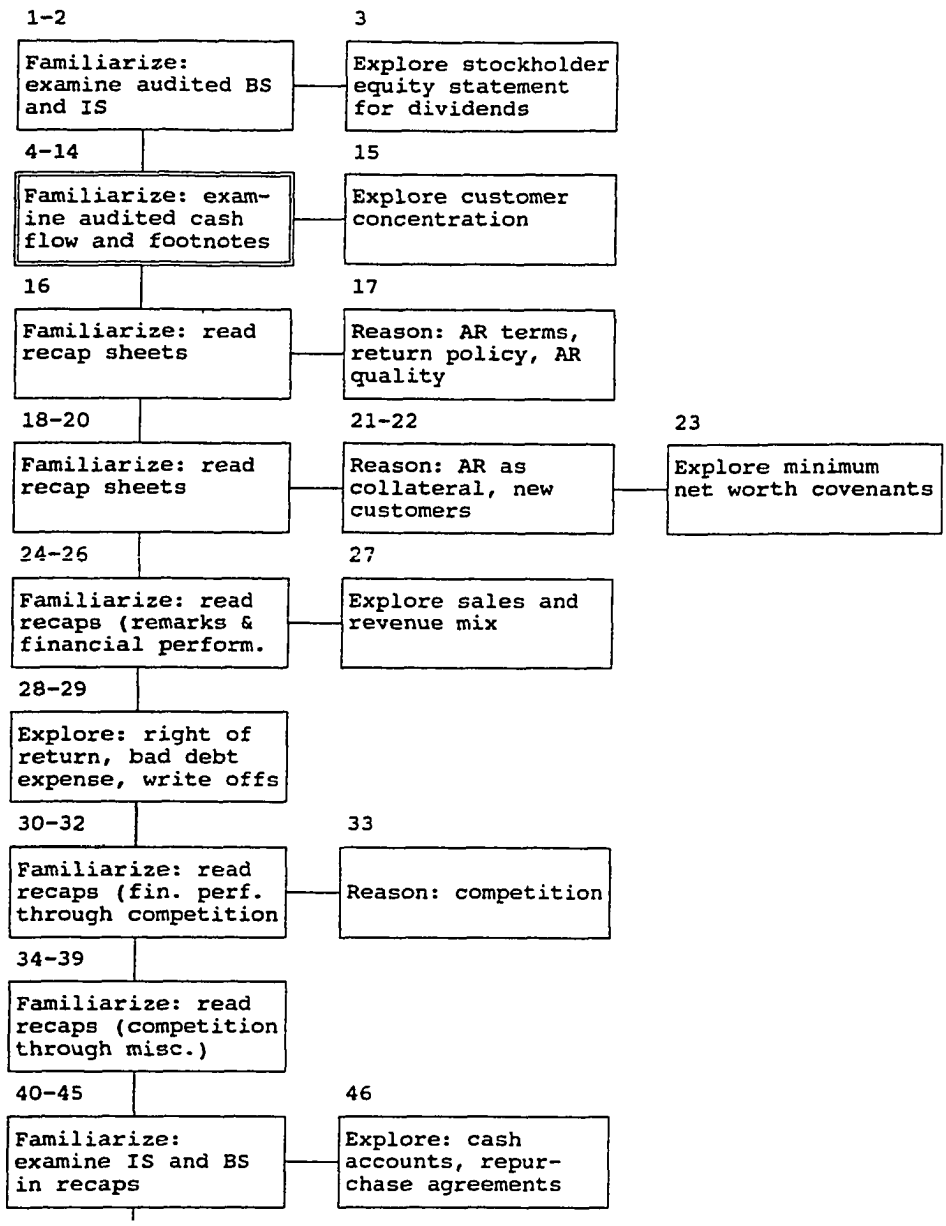 1-2
3
Familiarize:
examine audited BS
and IS
Explore stockholder
equity statement
for dividends
4-14
15
Familiarize: exam-
ine audited cash
flow and footnotes
Explore customer
concentration
16
17
Familiarize: read
recap sheets
Reason: AR terms,
return policy, AR
quality
18-20
21-22
23
Familiarize: read
recap sheets
Reason: AR as
collateral, new
customers
Explore minimum
net worth covenants
24-26
27
Familiarize: read
recaps (remarks &
financial perform.
Explore sales and
revenue mix
28-29
Explore: right of
return, bad debt
expense, write offs
30-32
33
Familiarize: read
recaps (fin. perf.
through competition
Reason: competition
34-39
Familiarize: read
recaps (competition
through misc.)
40-45
46
Familiarize:
examine IS and BS
in recaps
Explore: cash
accounts, repur-
chase agreements